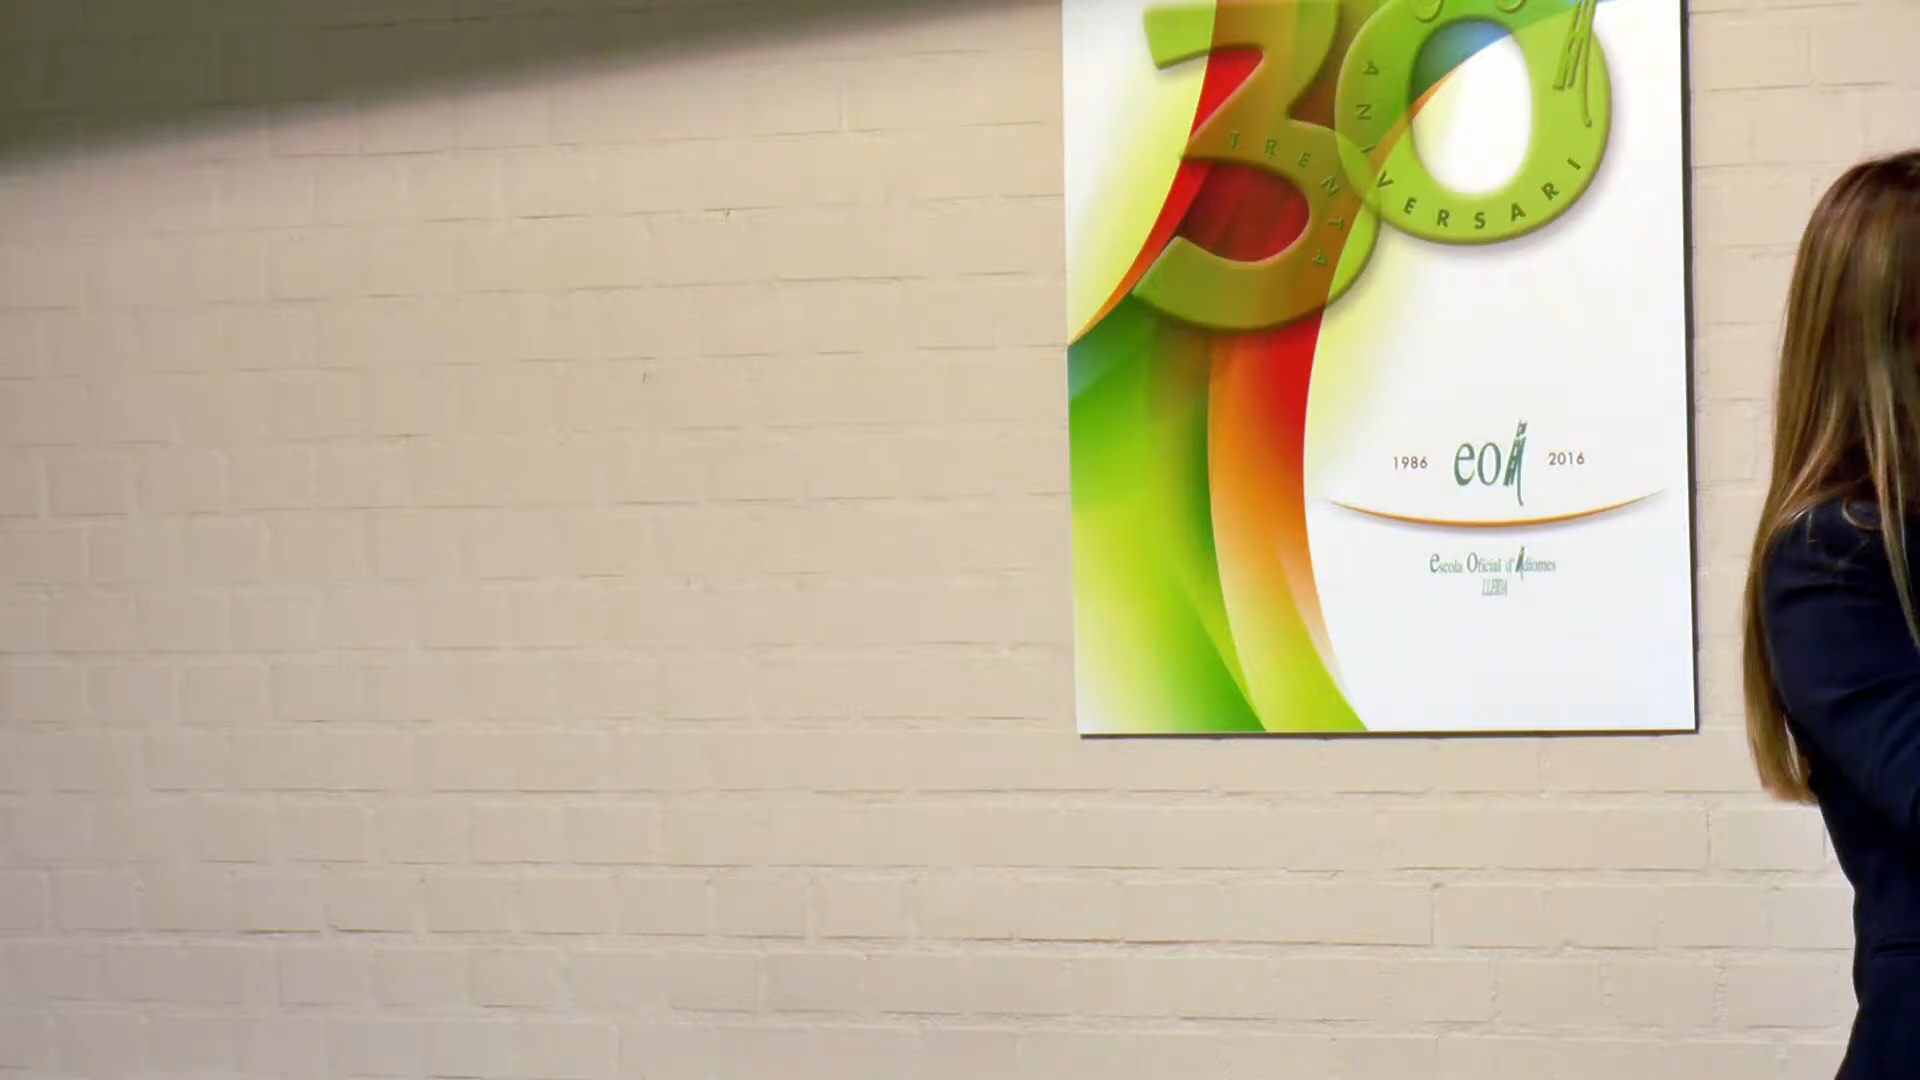 30
TRENTA
ANIVERSARI
1986 eoi 2016
escola Oficial d'Idiomes
LLEIDA